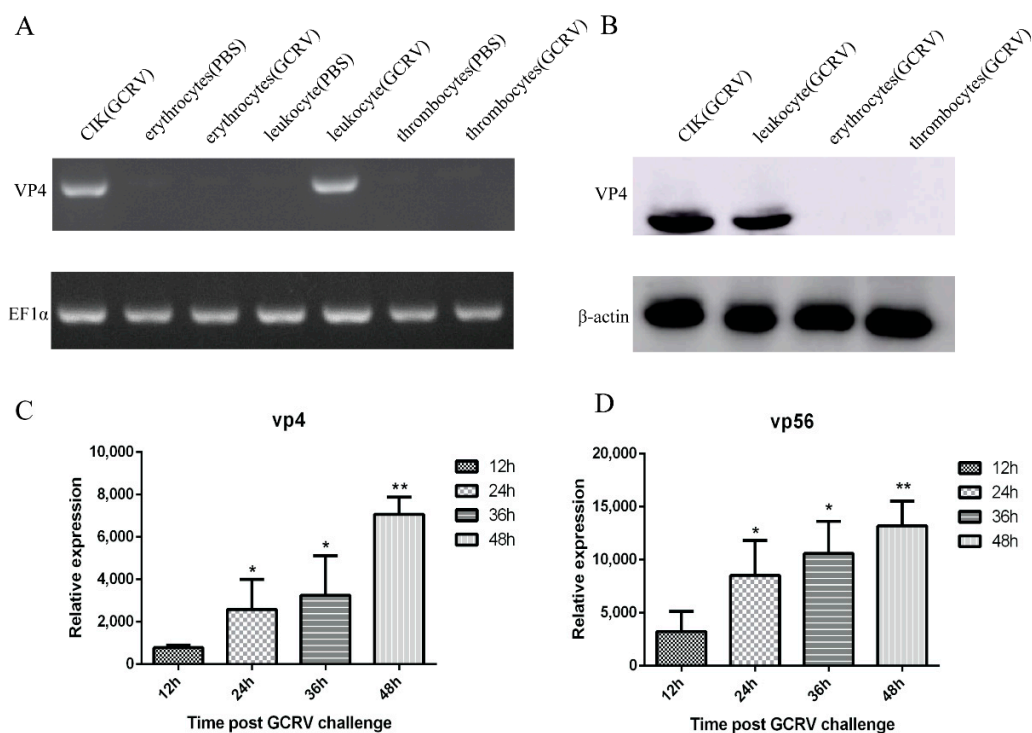 A
CIK(GCRV)
erythrocytes(PBS)
erythrocytes(GCRV)
leukocyte(PBS)
leukocyte(GCRV)
thrombocytes(PBS)
thrombocytes(GCRV)
VP4
EF1α
B
CIK(GCRV)
leukocyte(GCRV)
erythrocytes(GCRV)
thrombocytes(GCRV)
VP4
β-actin
C
vp4
Relative expression
10,000
8,000
6,000
4,000
2,000
0
*
*
**
12h
24h
36h
48h
Time post GCRV challenge
12h
24h
36h
48h
D
vp56
Relative expression
20,000
15,000
10,000
5,000
0
*
*
**
12h
24h
36h
48h
Time post GCRV challenge
12h
24h
36h
48h